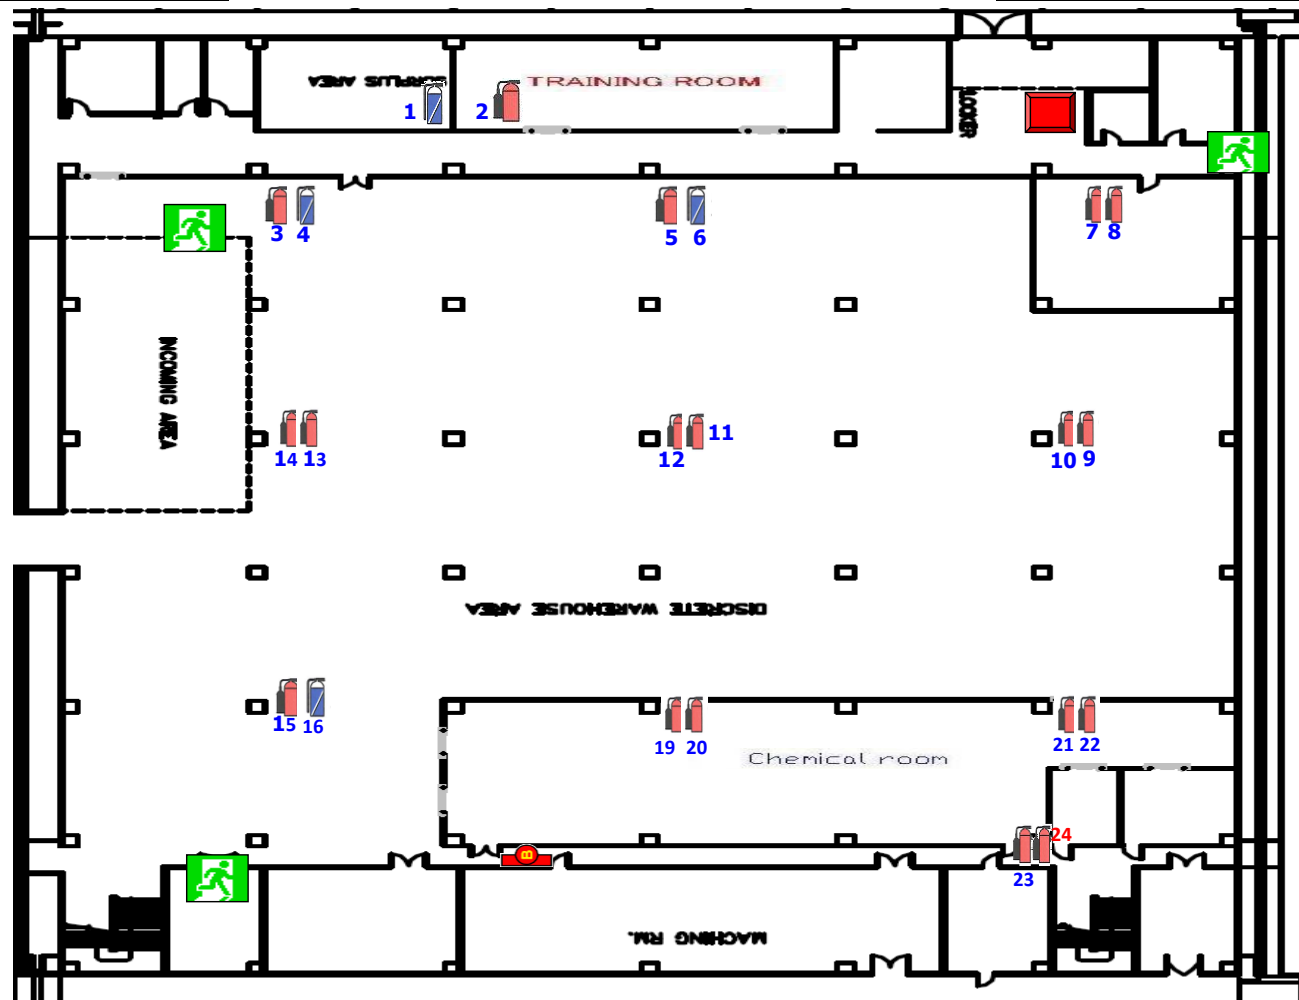 SURPLUS AREA
TRAINING ROOM
1
2
LOCKER
3 4
5 6
7 8
INCOMING AREA
14 13
12 11
10 9
DISCRETE WAREHOUSE AREA
15 16
19 20
21 22
Chemical room
24
B
23
MACHING RM.